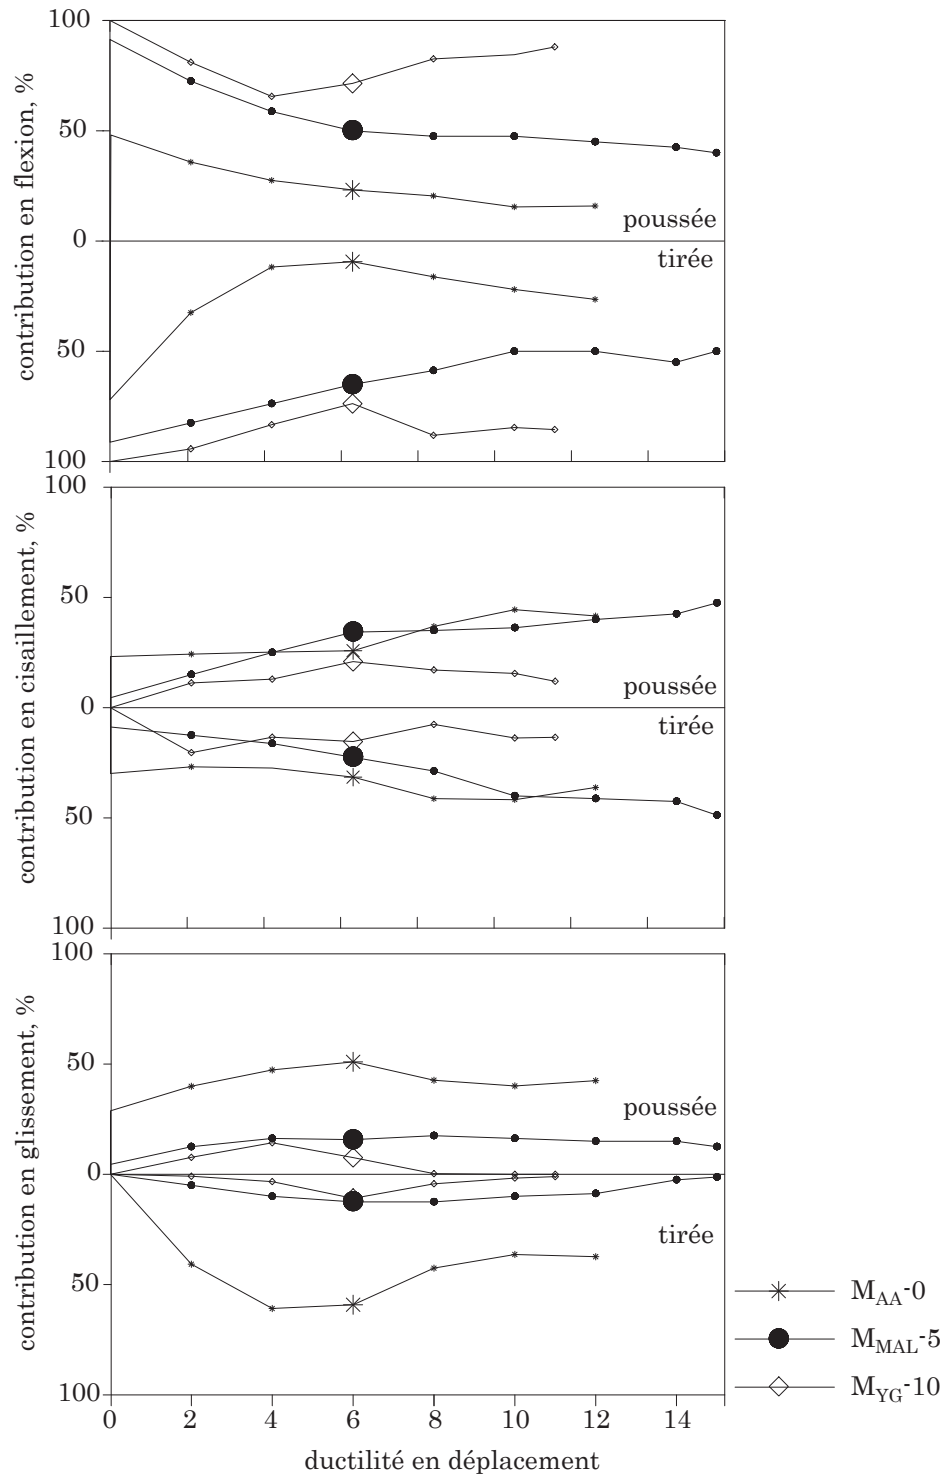 contribution en flexion, %
100
50
0
50
100
poussée
tirée
contribution en cisaillement, %
100
50
0
50
100
poussée
tirée
contribution en glissement, %
100
50
0
50
100
poussée
tirée
0 2 4 6 8 10 12 14
ductilité en déplacement
M_AA-0
M_MAL-5
M_YG-10